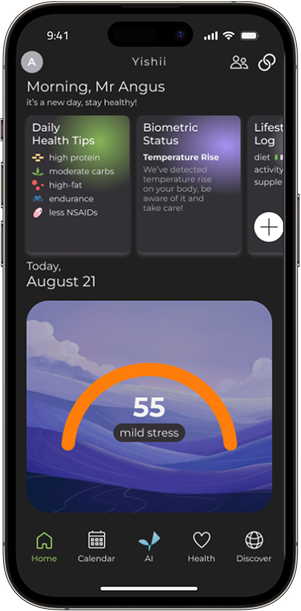 9:41
A
Yishii
Morning, Mr Angus
it's a new day, stay healthy!
Daily
Health Tips
high protein
moderate carbs
high-fat
endurance
less NSAIDs
Biometric
Status
Temperature Rise
We've detected
temperature rise
on your body, be
aware of it and
take care!
Lifest
Log
diet
activity
supple
Today,
August 21
55
mild stress
Home
Calendar
AI
Health
Discover